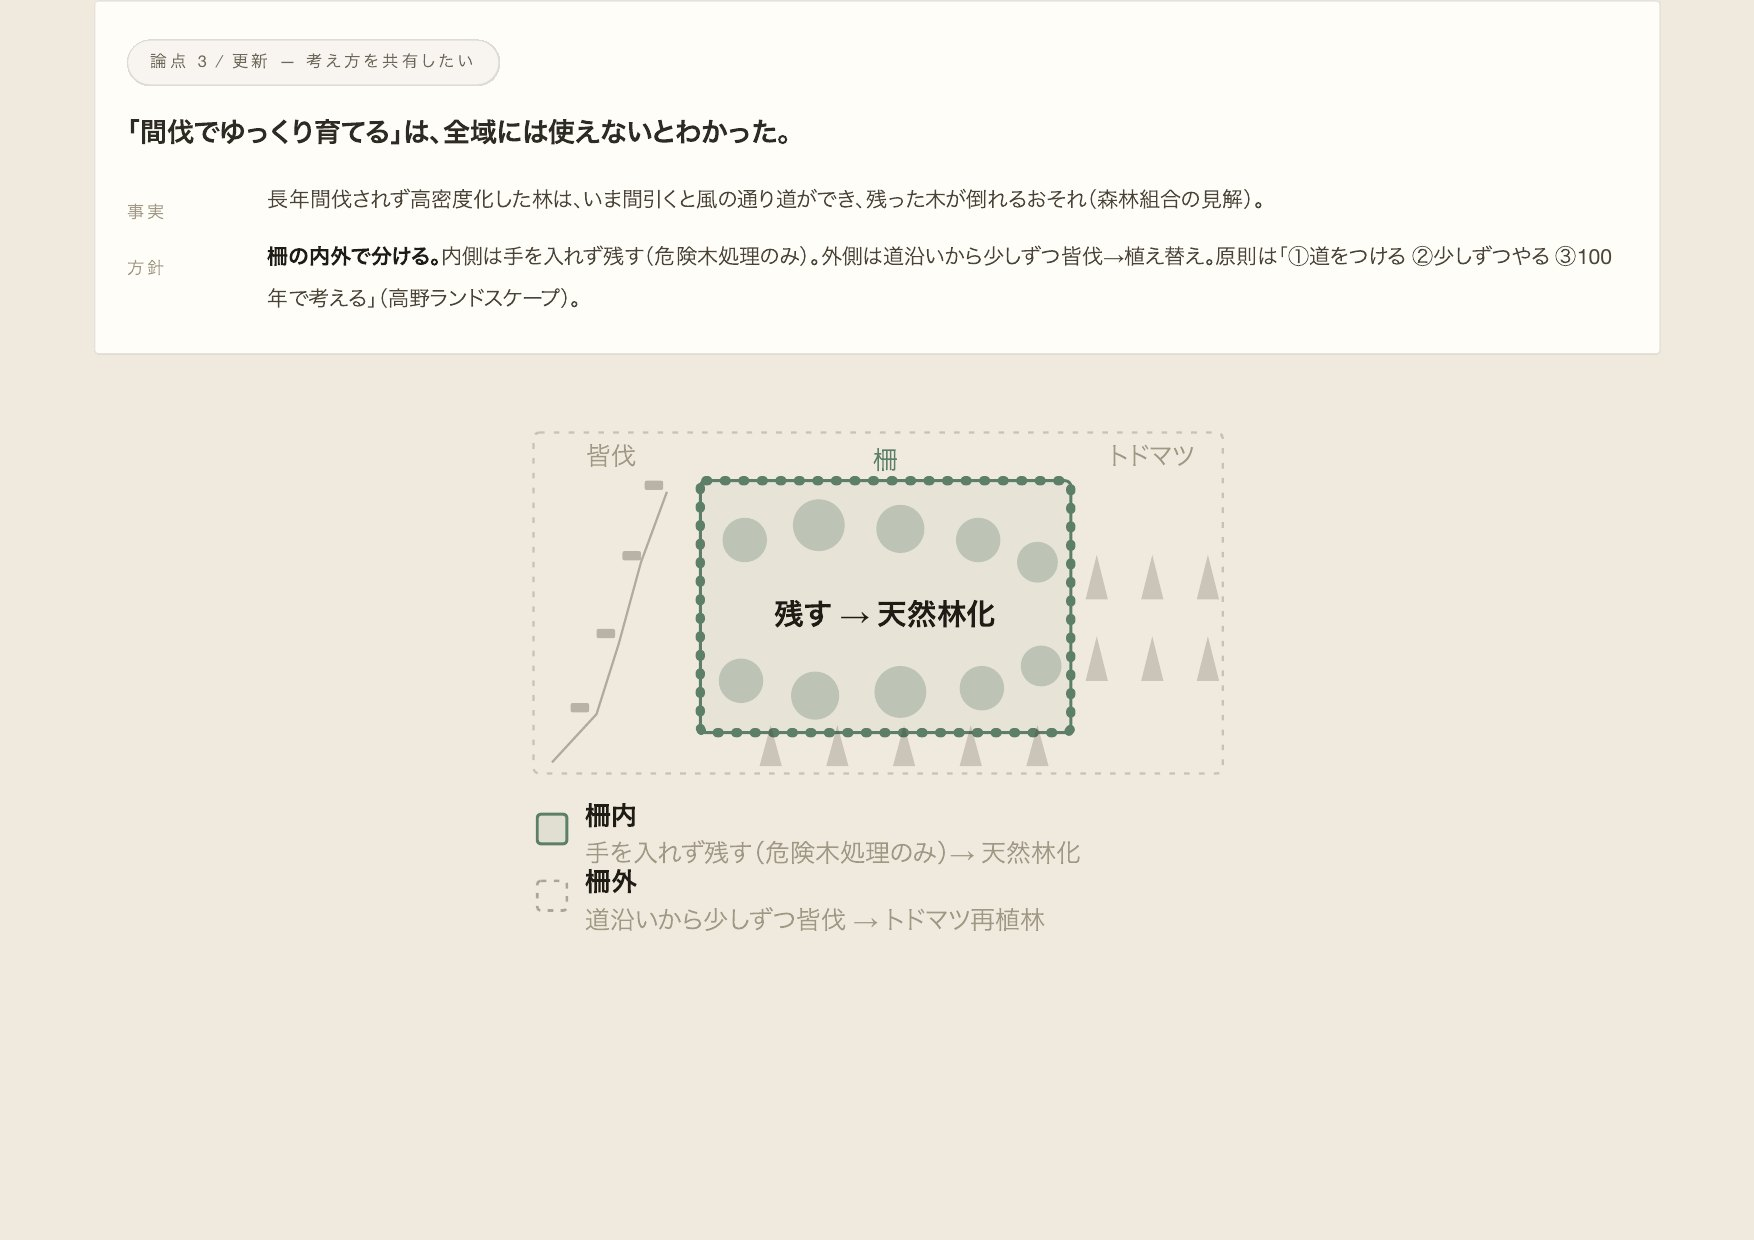 論点 3 / 更新 — 考え方を共有したい
「間伐でゆっくり育てる」は、全域には使えないとわかった。
事実
長年間伐されず高密度化した林は、いま間引くと風の通り道ができ、残った木が倒れるおそれ（森林組合の見解）。
方針
柵の内外で分ける。内側は手を入れず残す（危険木処理のみ）。外側は道沿いから少しずつ皆伐→植え替え。原則は「①道をつける ②少しずつやる ③100
年で考える」（高野ランドスケープ）。
皆伐
柵
トドマツ
残す → 天然林化
柵内
手を入れず残す（危険木処理のみ）→ 天然林化
柵外
道沿いから少しずつ皆伐 → トドマツ再植林